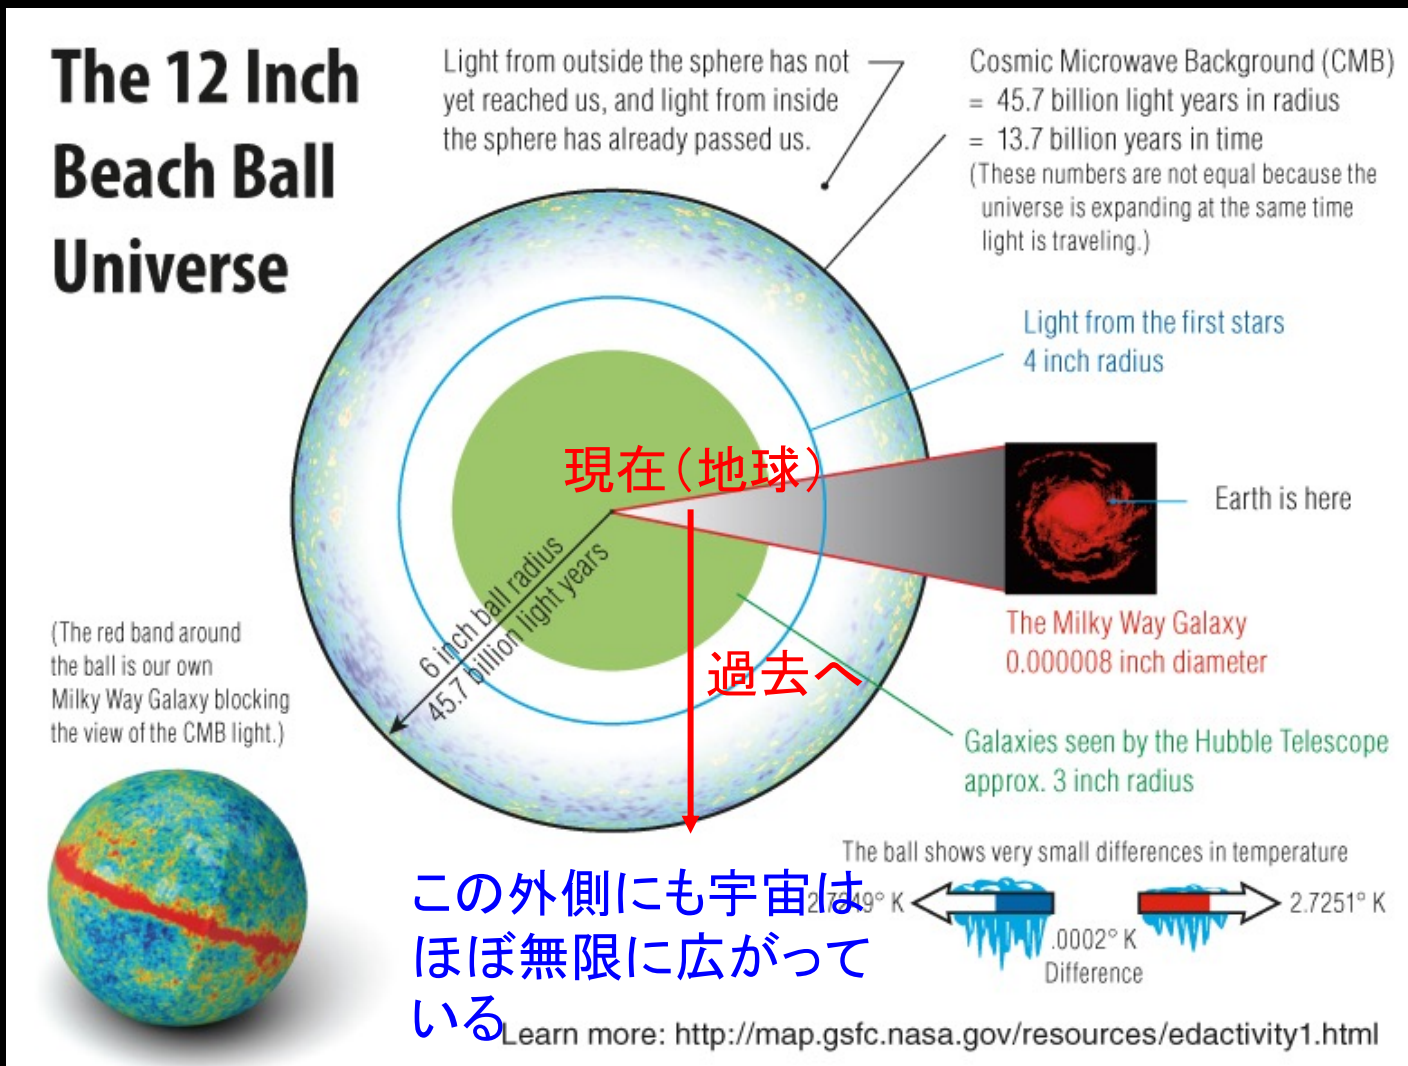 The 12 Inch
Beach Ball
Universe
Light from outside the sphere has not
yet reached us, and light from inside
the sphere has already passed us.
Cosmic Microwave Background (CMB)
= 45.7 billion light years in radius
= 13.7 billion years in time
(These numbers are not equal because the
universe is expanding at the same time
light is traveling.)
Light from the first stars
4 inch radius
現在(地球)
Earth is here
6 inch ball radius
45.7 billion light years
The Milky Way Galaxy
0.000008 inch diameter
過去へ
(The red band around
the ball is our own
Milky Way Galaxy blocking
the view of the CMB light.)
Galaxies seen by the Hubble Telescope
approx. 3 inch radius
The ball shows very small differences in temperature
2.7249° K
2.7251° K
.0002° K
Difference
この外側にも宇宙は
ほぼ無限に広がって
いる
Learn more: http://map.gsfc.nasa.gov/resources/edactivity1.html